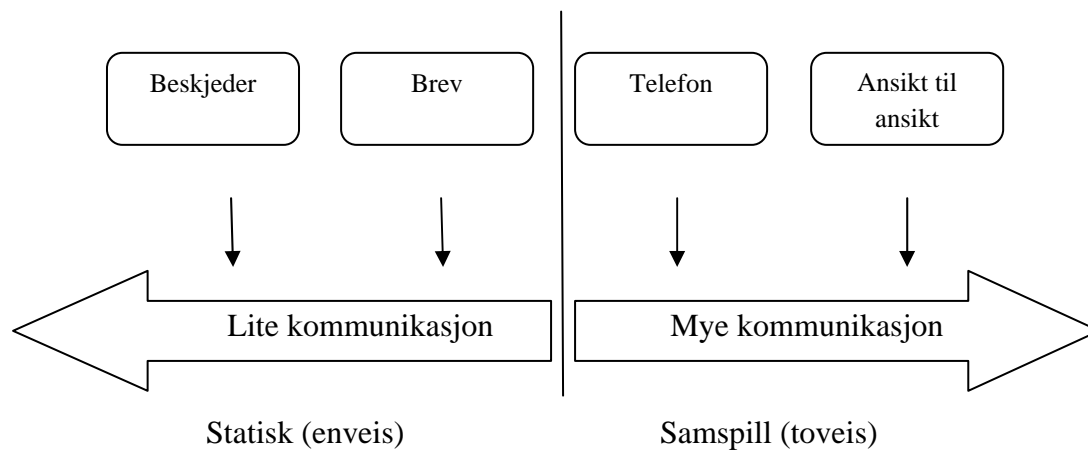 Beskjeder
Brev
Telefon
Ansikt til
ansikt
Lite kommunikasjon
Mye kommunikasjon
Statisk (enveis)
Samspill (toveis)